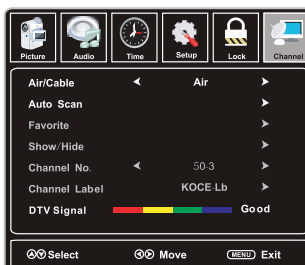 Picture Audio Time Setup Lock Channel
Air/Cable Air
Auto Scan
Favorite
Show/Hide
Channel No. 50-3
Channel Label KOCE-Lb
DTV Signal Good
Select Move MENU Exit